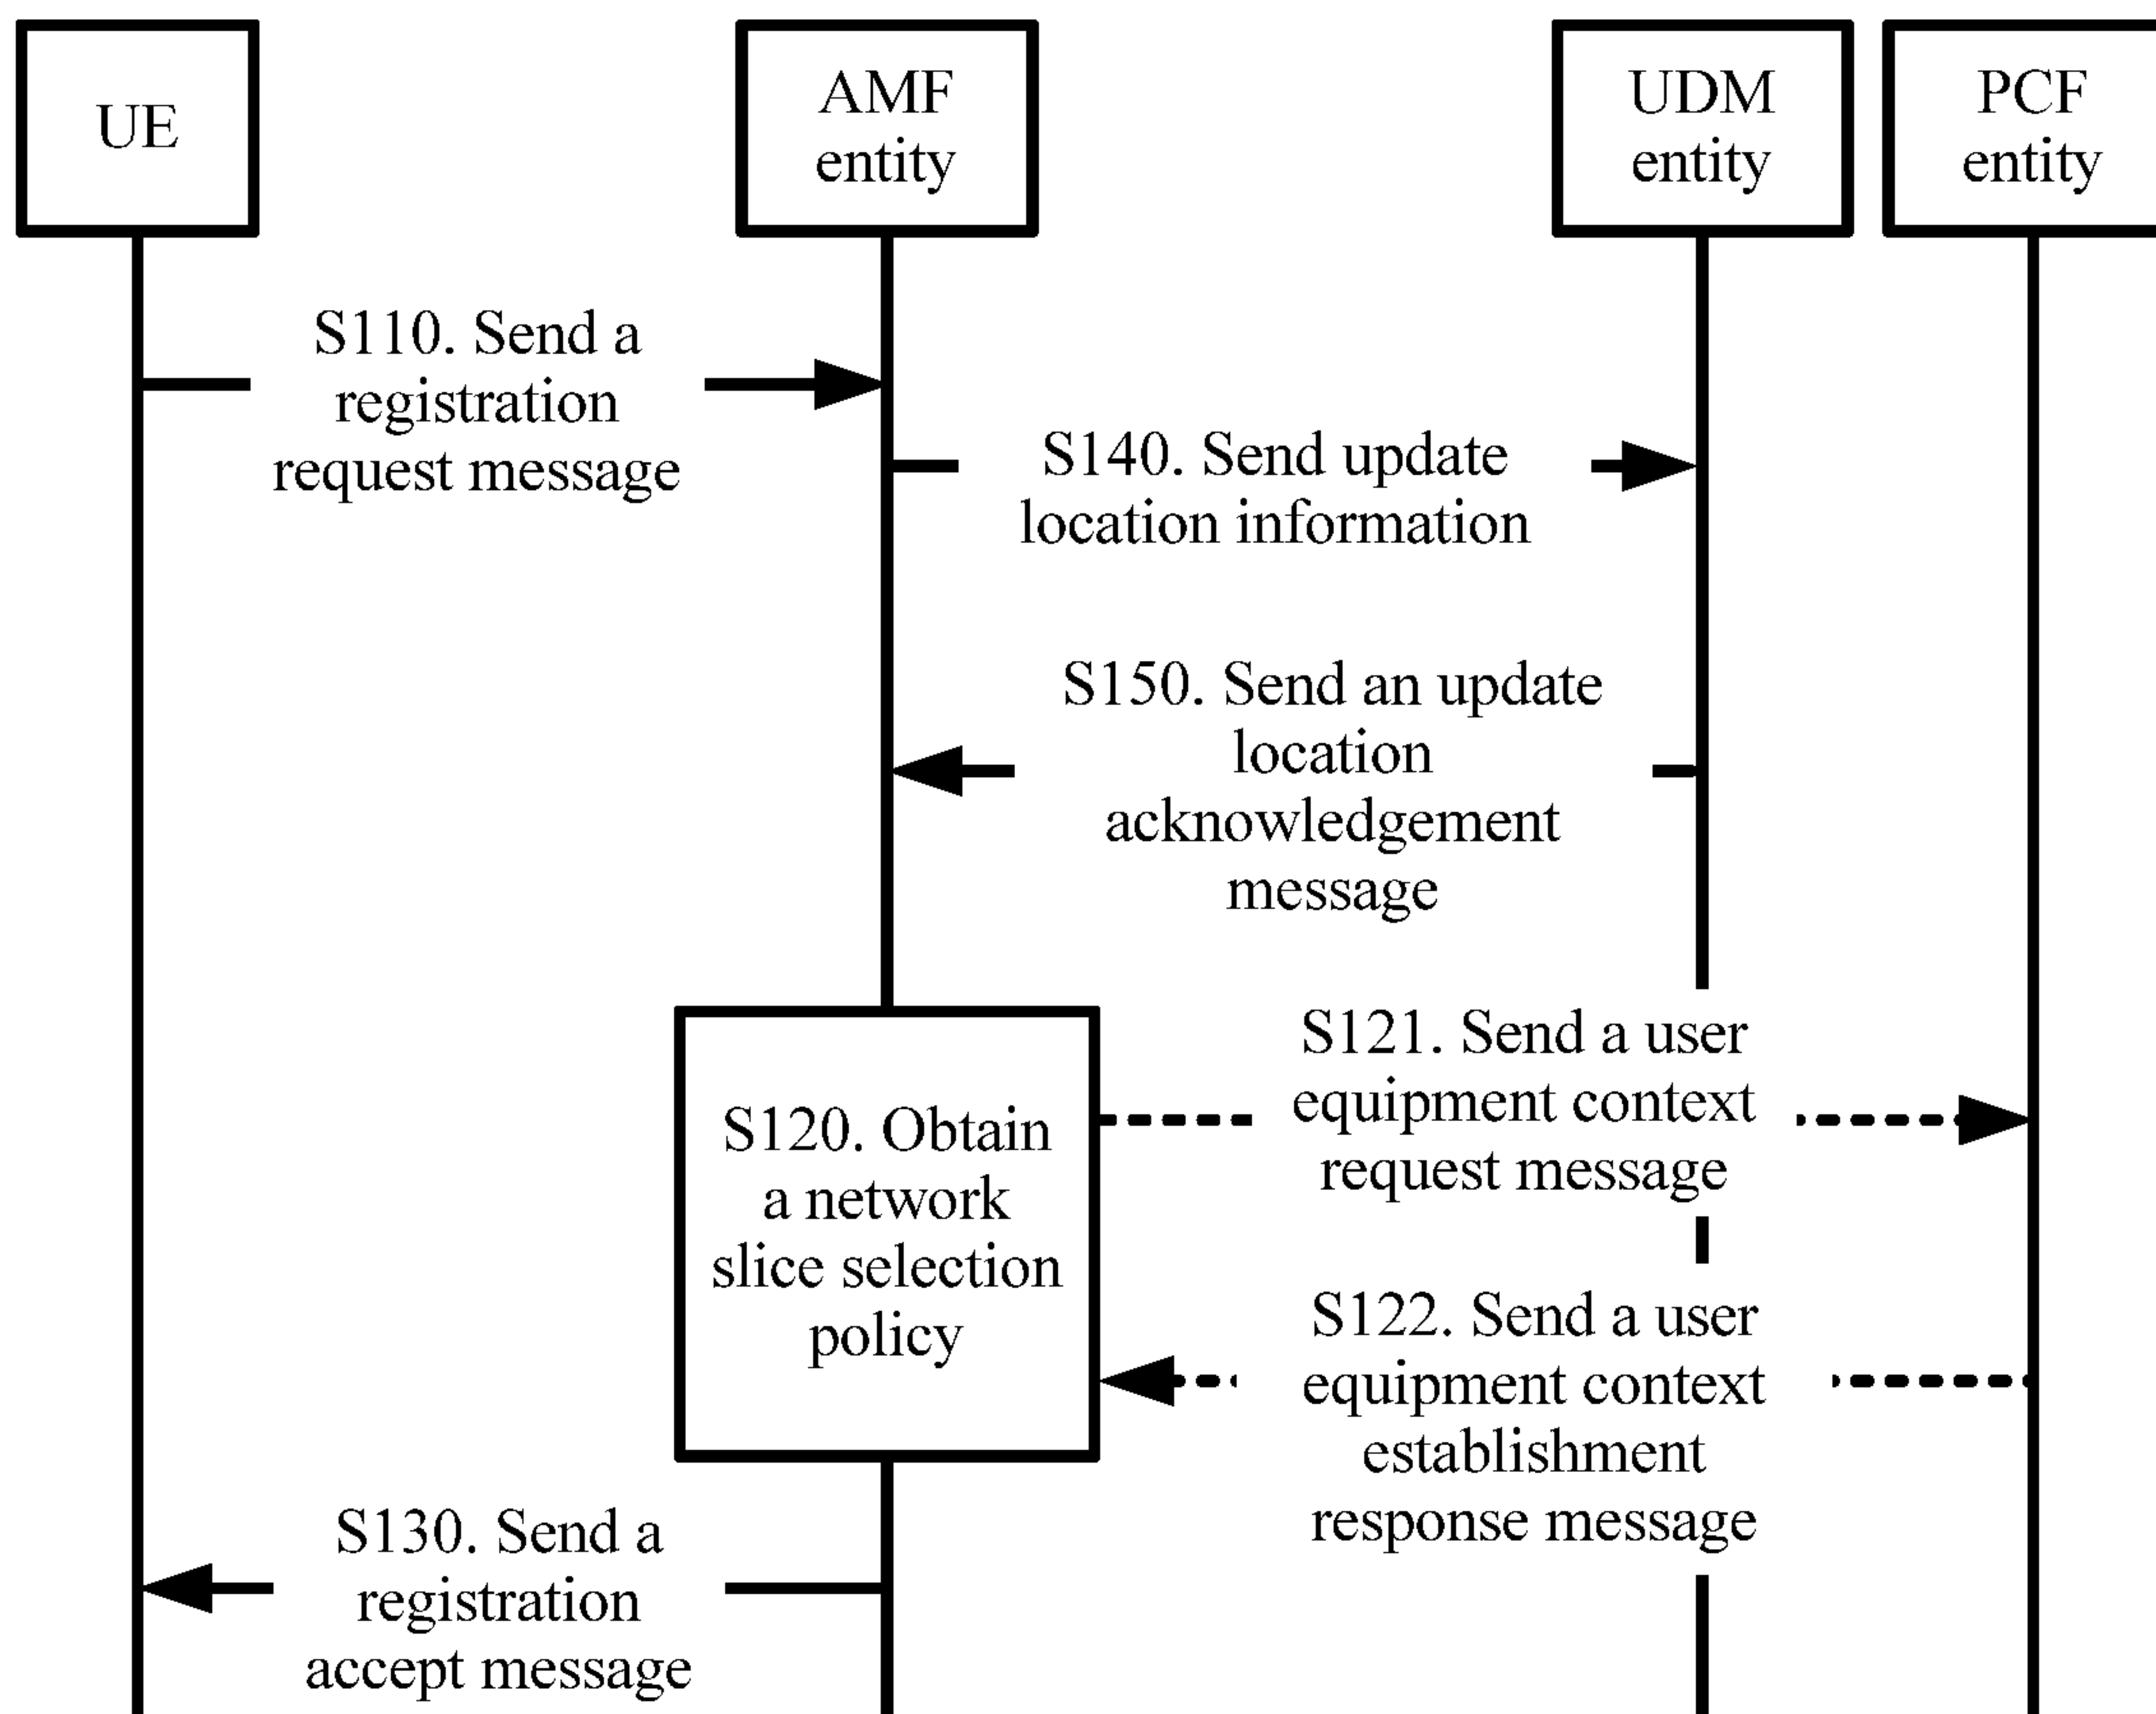 UE
AMF
entity
UDM
entity
PCF
entity
S110. Send a
registration
request message
S140. Send update
location information
S150. Send an update
location
acknowledgement
message
S120. Obtain
a network
slice selection
policy
S121. Send a user
equipment context
request message
S122. Send a user
equipment context
establishment
response message
S130. Send a
registration
accept message